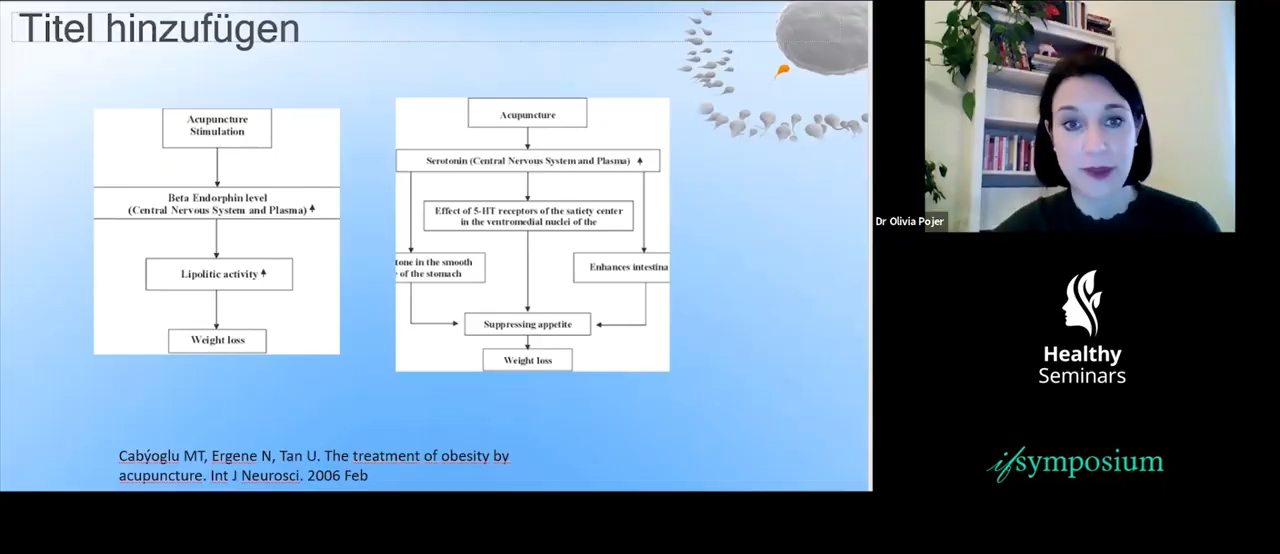 Titel hinzufügen
Acupuncture
Stimulation
Beta Endorphin level
(Central Nervous System and Plasma)
Lipolitic activity
Weight loss
Acupuncture
Serotonin (Central Nervous System and Plasma)
Effect of 5-HT receptors of the satiety center
in the ventromedial nuclei of the
tone in the smooth
of the stomach
Enhances intestina
Suppressing appetite
Weight loss
Cabýoglu MT, Ergene N, Tan U. The treatment of obesity by
acupuncture. Int J Neurosci. 2006 Feb
Dr Olivia Pojer
Healthy
Seminars
ifsymposium